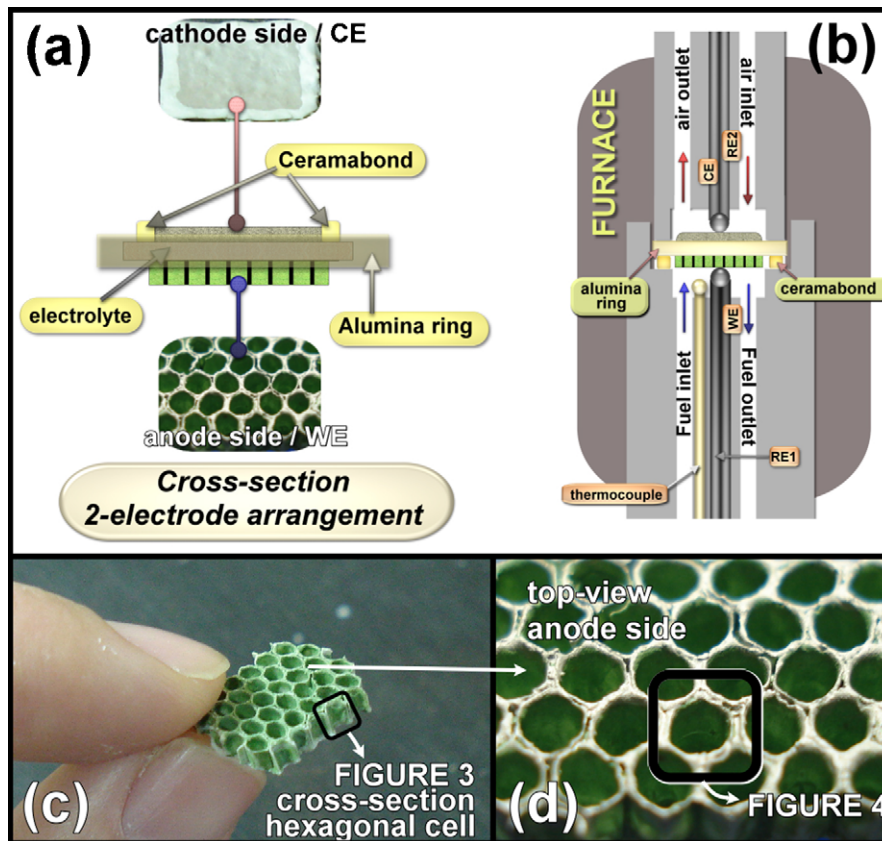 (a)
cathode side / CE
Ceramabond
electrolyte
Alumina ring
anode side / WE
Cross-section
2-electrode arrangement
(b)
FURNACE
air outlet
air inlet
CE
RE2
alumina
ring
ceramabond
WE
Fuel inlet
Fuel outlet
RE1
thermocouple
(c)
FIGURE 3
cross-section
hexagonal cell
(d)
top-view
anode side
FIGURE 4